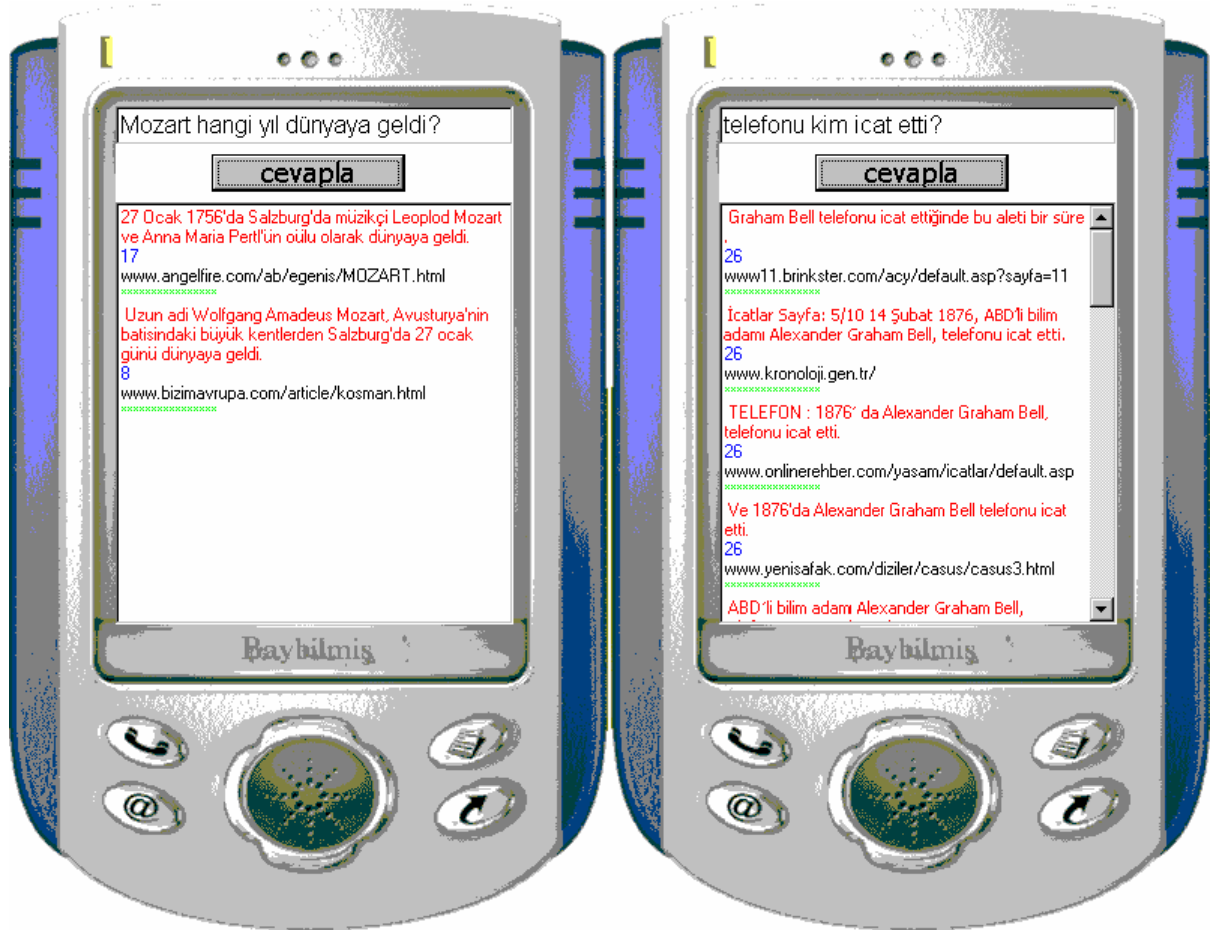 Mozart hangi yıl dünyaya geldi?
cevapla
27 Ocak 1756'da Salzburg'da müzikçi Leoplod Mozart
ve Anna Maria Pertl'ün oùlu olarak dünyaya geldi.
17
www.angelfire.com/ab/egenis/MOZART.html
****************
Uzun adi Wolfgang Amadeus Mozart, Avusturya'nin
batisindaki büyük kentlerden Salzburg'da 27 ocak
günü dünyaya geldi.
8
www.bizimavrupa.com/article/kosman.html
****************
Baybilmiş
telefonu kim icat etti?
cevapla
Graham Bell telefonu icat ettiğinde bu aleti bir süre
.
26
www11.brinkster.com/acy/default.asp?sayfa=11
****************
İcatlar Sayfa: 5/10 14 Şubat 1876, ABD'li bilim
adamı Alexander Graham Bell, telefonu icat etti.
26
www.kronoloji.gen.tr/
****************
TELEFON : 1876' da Alexander Graham Bell,
telefonu icat etti.
26
www.onlinerehber.com/yasam/icatlar/default.asp
****************
Ve 1876'da Alexander Graham Bell telefonu icat
etti.
26
www.yenisafak.com/diziler/casus/casus3.html
****************
ABD'li bilim adamı Alexander Graham Bell,
Baybilmiş